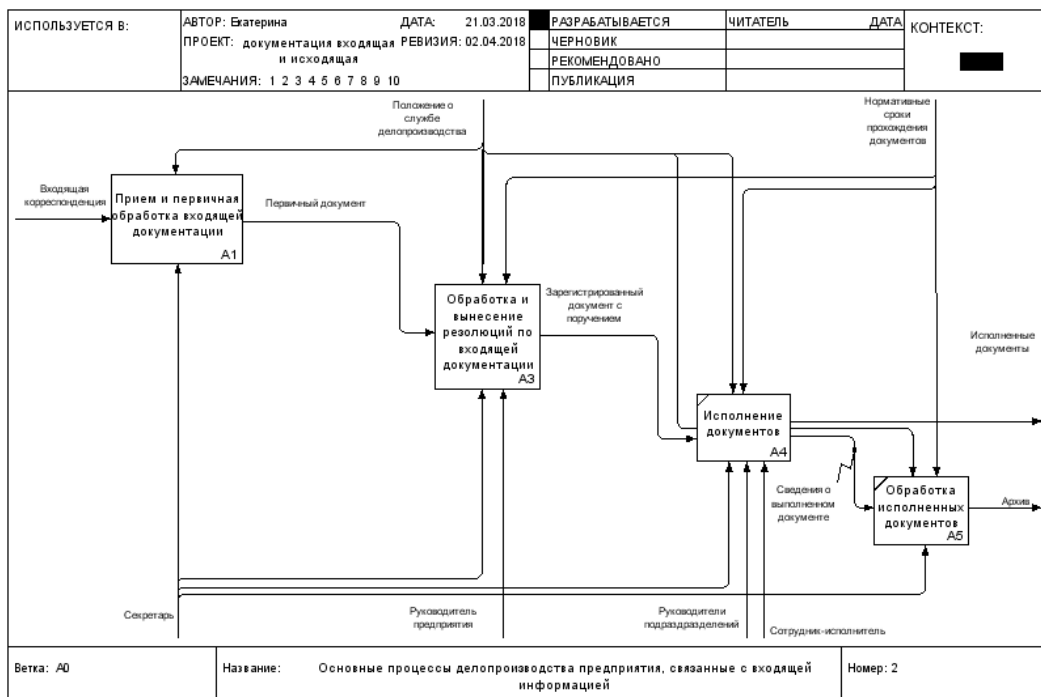 ИСПОЛЬЗУЕТСЯ В:
АВТОР: Екатерина
ДАТА: 21.03.2018
ПРОЕКТ: документация входящая
и исходящая
РЕВИЗИЯ: 02.04.2018
ЗАМЕЧАНИЯ: 1 2 3 4 5 6 7 8 9 10
РАЗРАБАТЫВАЕТСЯ
ЧЕРНОВИК
РЕКОМЕНДОВАНО
ПУБЛИКАЦИЯ
ЧИТАТЕЛЬ
ДАТА
КОНТЕКСТ:
Положение о
службе
делопроизводства
Нормативные
сроки
прохождения
документов
Входящая
корреспонденция
Прием и первичная
обработка входящей
документации
A1
Первичный документ
Обработка и
вынесение
резолюций по
входящей
документации
A3
Зарегистрированный
документ с
поручением
Исполненные
документы
Исполнение
документов
A4
Сведения о
выполненном
документе
Обработка
исполненных
документов
A5
Архив
Секретарь
Руководитель
предприятия
Руководители
подраздразделений
Сотрудник-исполнитель
Ветка: A0
Название: Основные процессы делопроизводства предприятия, связанные с входящей
информацией
Номер: 2